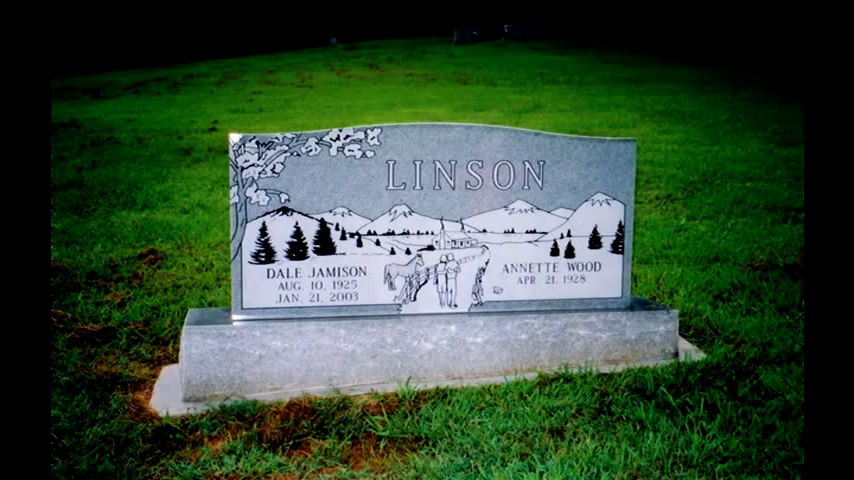 LINSON
DALE JAMISON
AUG. 10, 1925
JAN. 21, 2003
ANNETTE WOOD
APR. 21, 1928